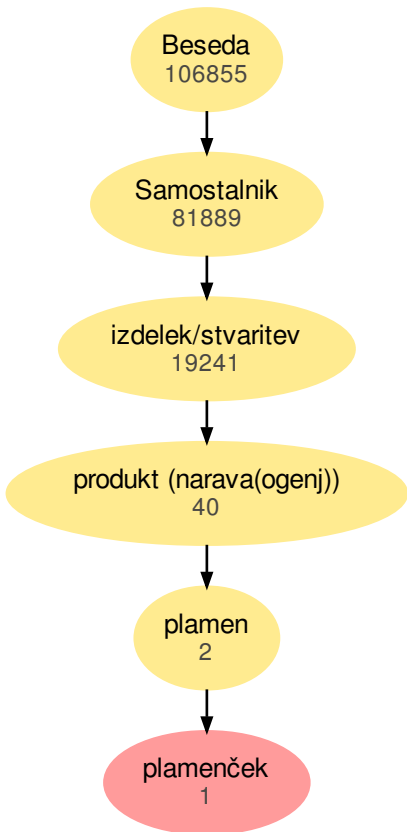 Beseda
106855
Samostalnik
81889
izdelek/stvaritev
19241
produkt (narava(ogenj))
40
plamen
2
plamenček
1